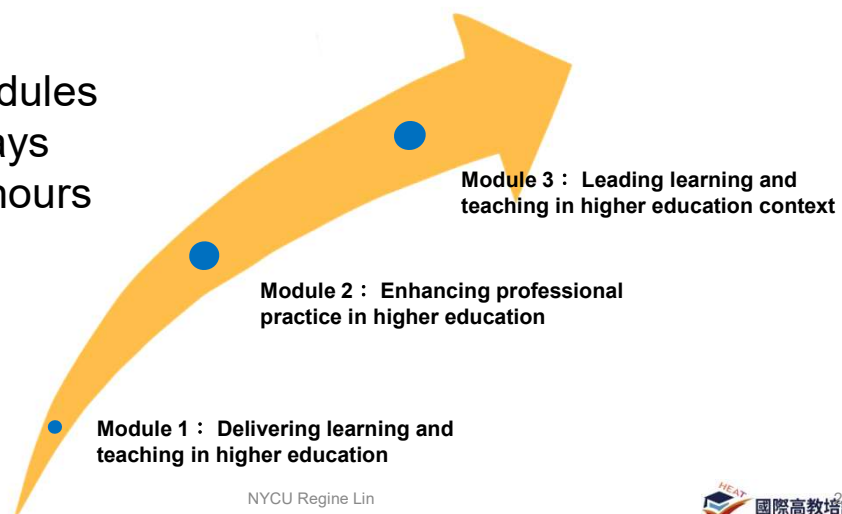 dules
ays
hours
Module 3： Leading learning and
teaching in higher education context
Module 2： Enhancing professional
practice in higher education
Module 1： Delivering learning and
teaching in higher education
NYCU Regine Lin
HEAT
國際高教培
2